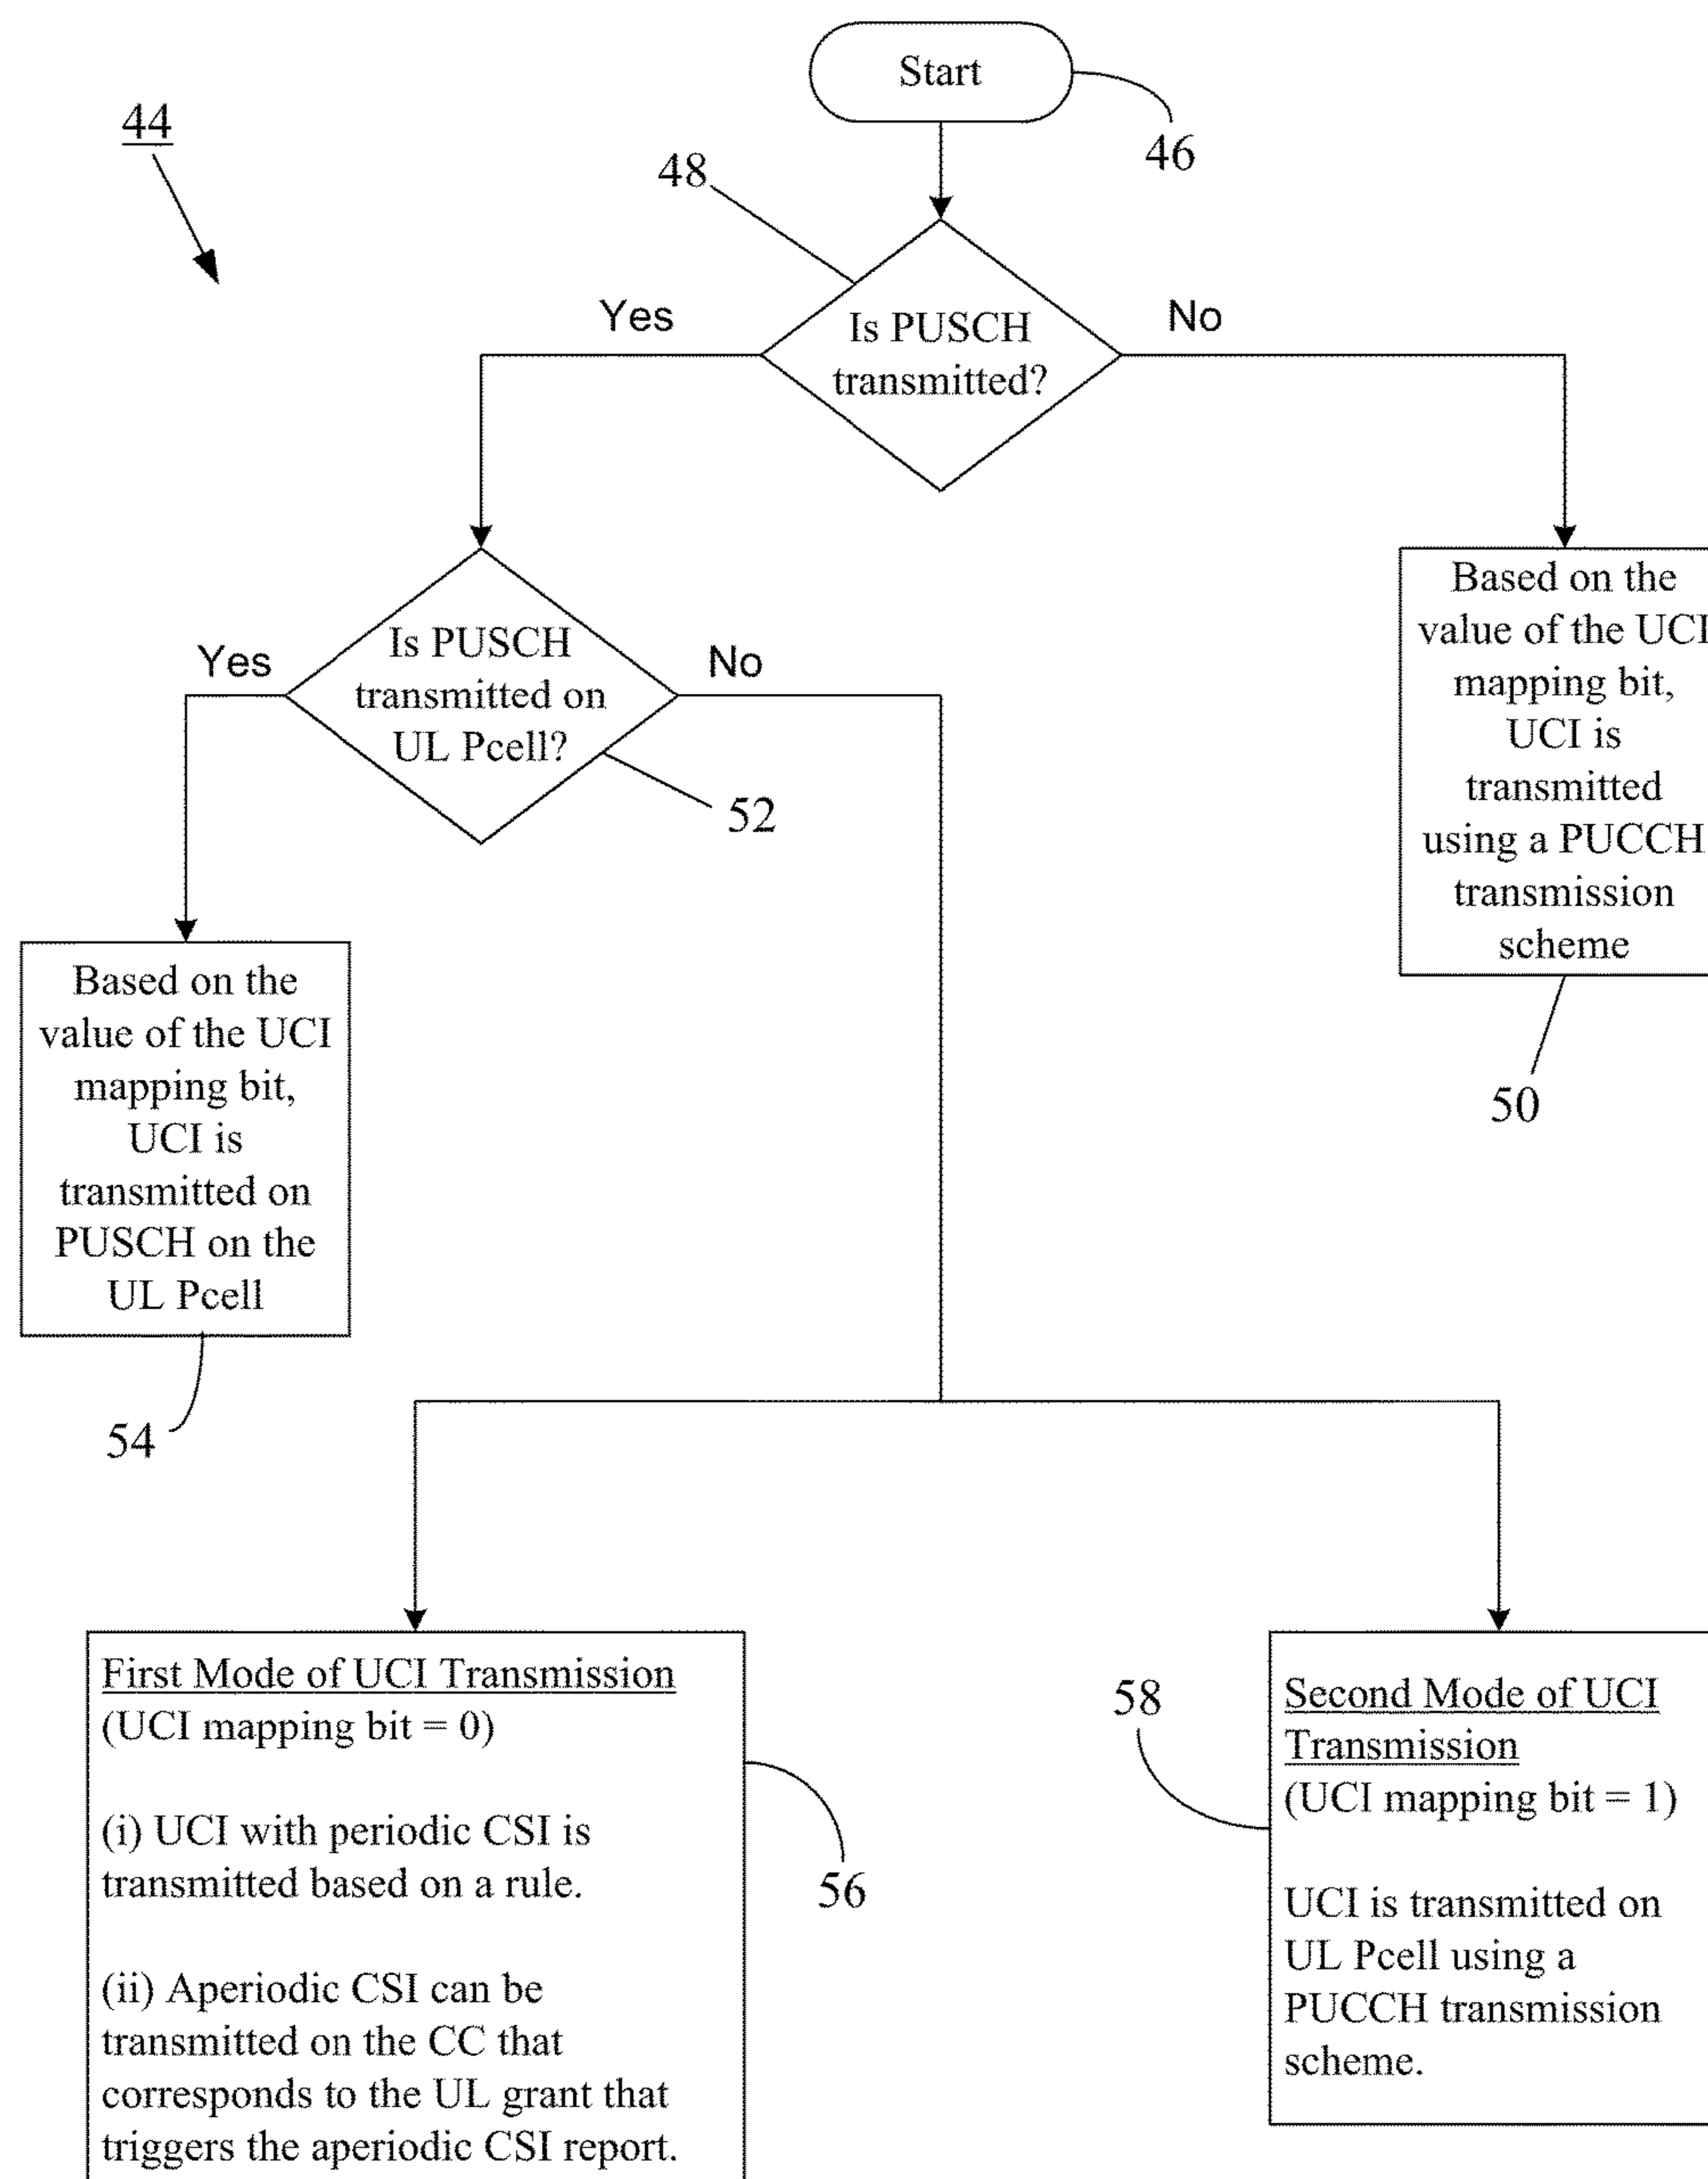 Start
44
46
48
Yes
No
Is PUSCH
transmitted?
Is PUSCH
transmitted on
UL Pcell?
Yes
No
52
Based on the
value of the UCI
mapping bit,
UCI is
transmitted
using a PUCCH
transmission
scheme
50
Based on the
value of the UCI
mapping bit,
UCI is
transmitted on
PUSCH on the
UL Pcell
54
First Mode of UCI Transmission
(UCI mapping bit = 0)
(i) UCI with periodic CSI is
transmitted based on a rule.
(ii) Aperiodic CSI can be
transmitted on the CC that
corresponds to the UL grant that
triggers the aperiodic CSI report.
56
58
Second Mode of UCI
Transmission
(UCI mapping bit = 1)
UCI is transmitted on
UL Pcell using a
PUCCH transmission
scheme.